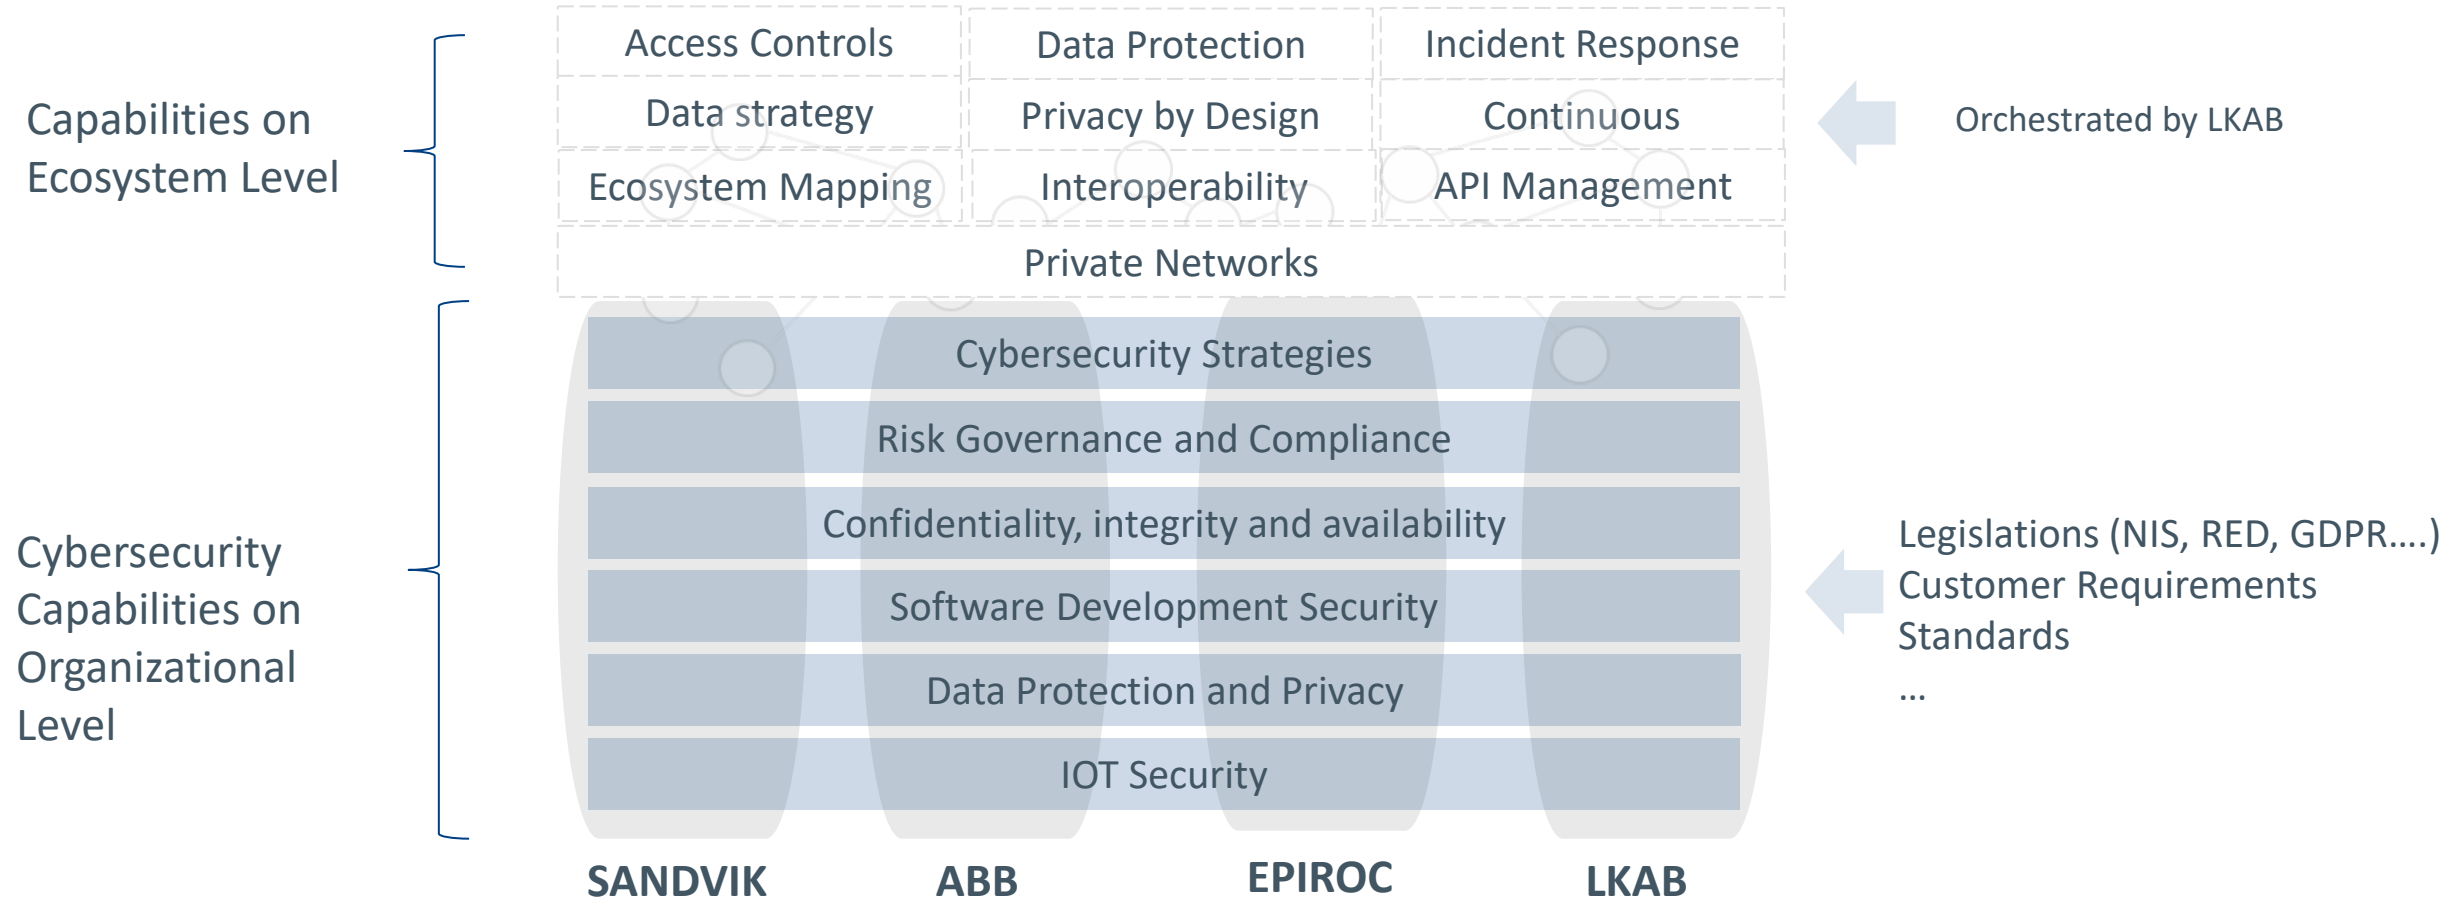 Capabilities on
Ecosystem Level
Access Controls
Data Protection
Incident Response
Data strategy
Privacy by Design
Continuous
Ecosystem Mapping
Interoperability
API Management
Private Networks
Orchestrated by LKAB
Cybersecurity
Capabilities on
Organizational
Level
Cybersecurity Strategies
Risk Governance and Compliance
Confidentiality, integrity and availability
Software Development Security
Data Protection and Privacy
IOT Security
Legislations (NIS, RED, GDPR....)
Customer Requirements
Standards
...
SANDVIK
ABB
EPIROC
LKAB